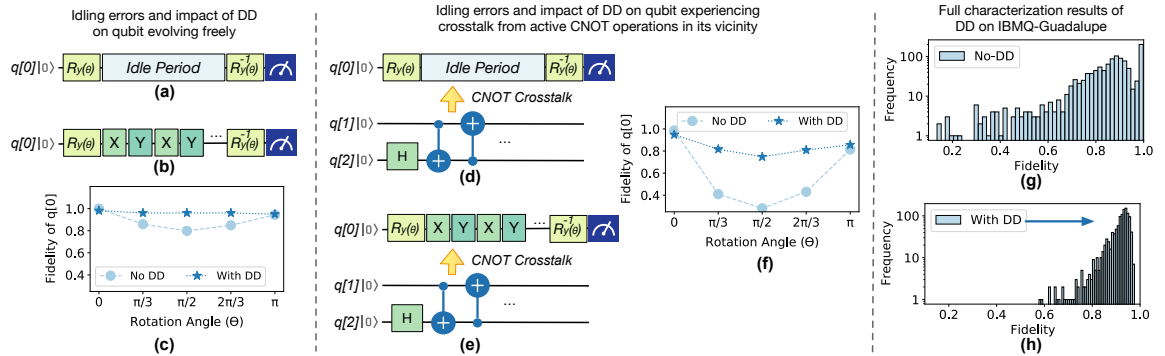 Idling errors and impact of DD
on qubit evolving freely
q[0]|0⟩ Ry(θ) Idle Period Ry(θ)-1
(a)
q[0]|0⟩ Ry(θ) X Y X Y ... Ry(θ)-1
(b)
Fidelity of q[0]
1.0
0.8
0.6
0.4
No DD With DD
0 π/3 π/2 2π/3 π
Rotation Angle (Θ)
(c)
Idling errors and impact of DD on qubit experiencing
crosstalk from active CNOT operations in its vicinity
q[0]|0⟩ Ry(θ) Idle Period Ry(θ)-1
CNOT Crosstalk
q[1]|0⟩
...
q[2]|0⟩ H
(d)
q[0]|0⟩ Ry(θ) X Y X Y ... Ry(θ)-1
CNOT Crosstalk
q[1]|0⟩
...
q[2]|0⟩ H
(e)
Fidelity of q[0]
No DD With DD
1.0
0.8
0.6
0.4
0 π/3 π/2 2π/3 π
Rotation Angle (Θ)
(f)
Full characterization results of
DD on IBMQ-Guadalupe
Frequency
No-DD
100
10
1
0.2 0.4 0.6 0.8 1.0
Fidelity
(g)
Frequency
With DD
100
10
1
0.2 0.4 0.6 0.8 1.0
Fidelity
(h)